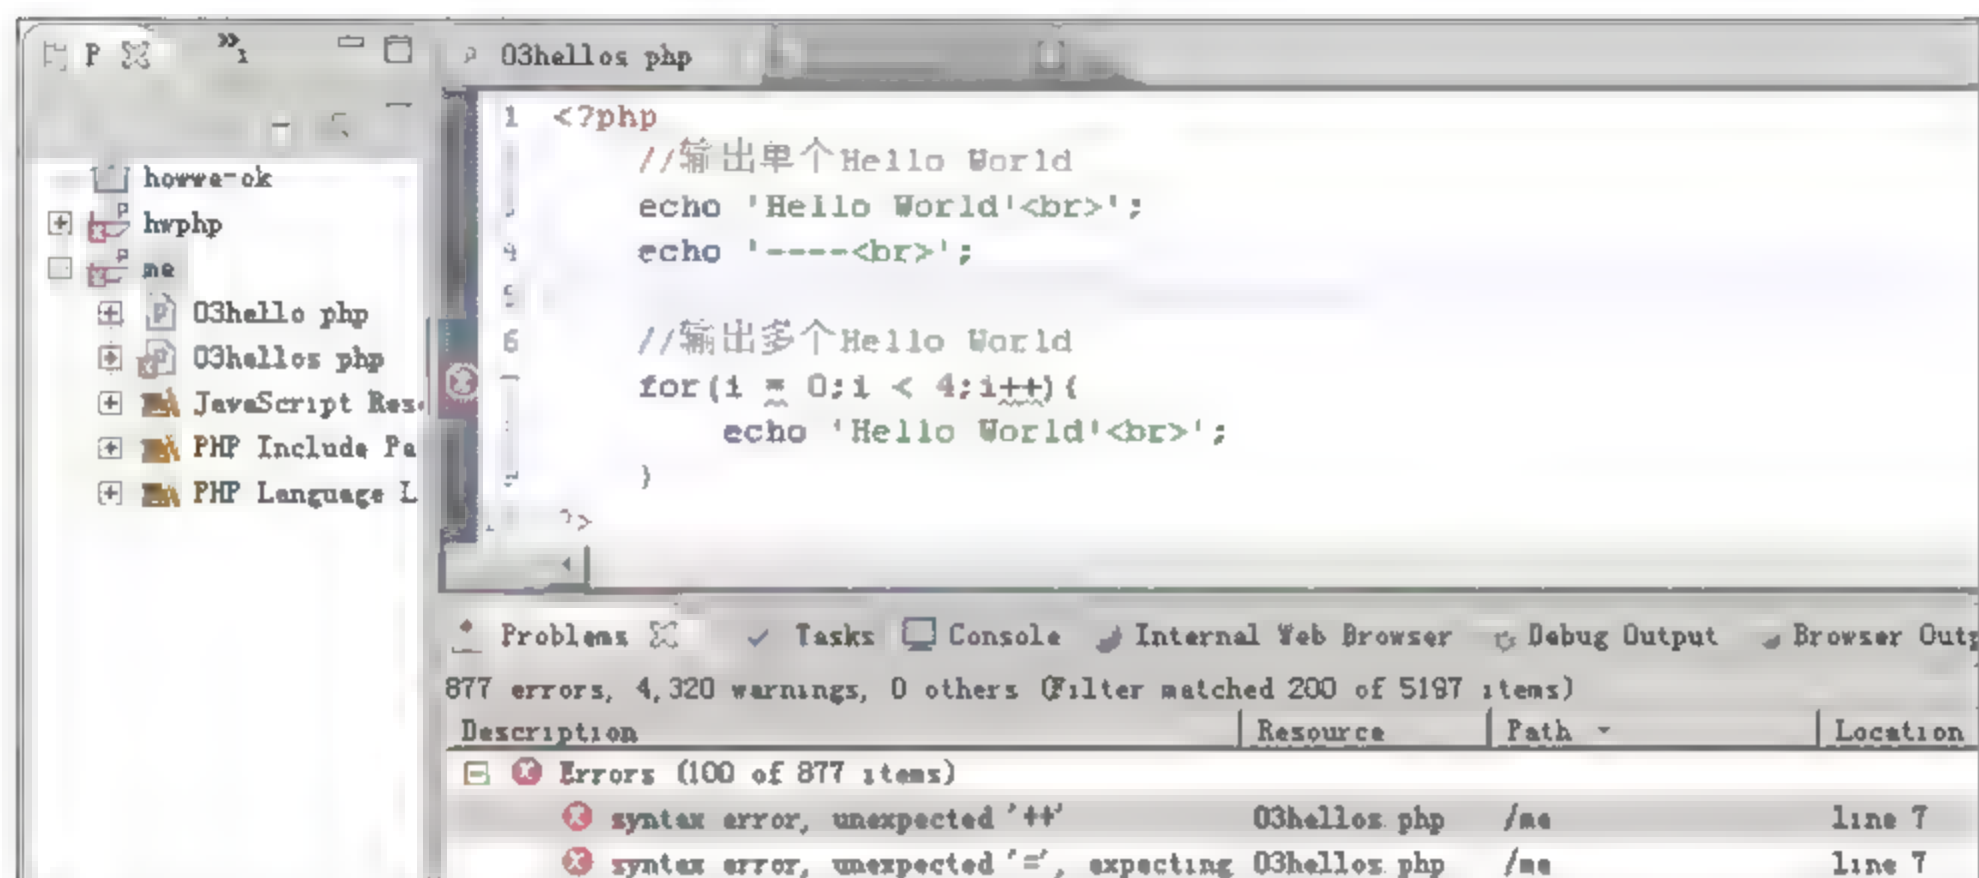 P
03hellos php
howwe-ok
hwphp
me
03hello php
03hellos php
JavaScript Res
PHP Include Pa
PHP Language L
1 <?php
//输出单个Hello World
echo 'Hello World'<br>';
4 echo '----<br>';
5
6 //输出多个Hello World
for(i = 0;i < 4;i++){
echo 'Hello World'<br>';
}
?>
Problems Tasks Console Internal Web Browser Debug Output Browser Outp
877 errors, 4,320 warnings, 0 others (Filter matched 200 of 5197 items)
Description Resource Path Location
Errors (100 of 877 items)
syntax error, unexpected '++' 03hellos.php /me line 7
syntax error, unexpected '=', expecting 03hellos.php /me line 7